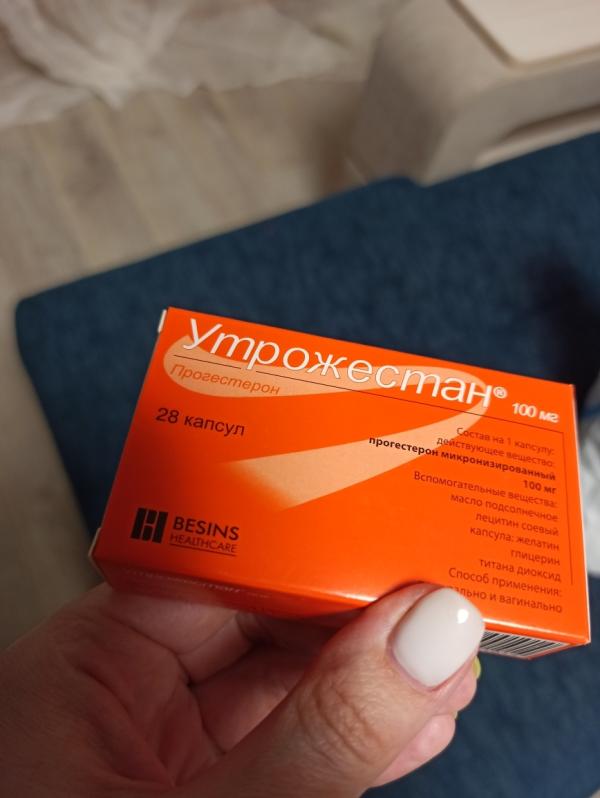 Утрожестан® 100 мг
Прогестерон
28 капсул
Состав на 1 капсулу:
действующее вещество:
прогестерон микронизированный
100 мг
Вспомогательные вещества:
масло подсолнечное
лецитин соевый
капсула: желатин
глицерин
титана диоксид
Способ применения:
и вагинально
BESINS
HEALTHCARE